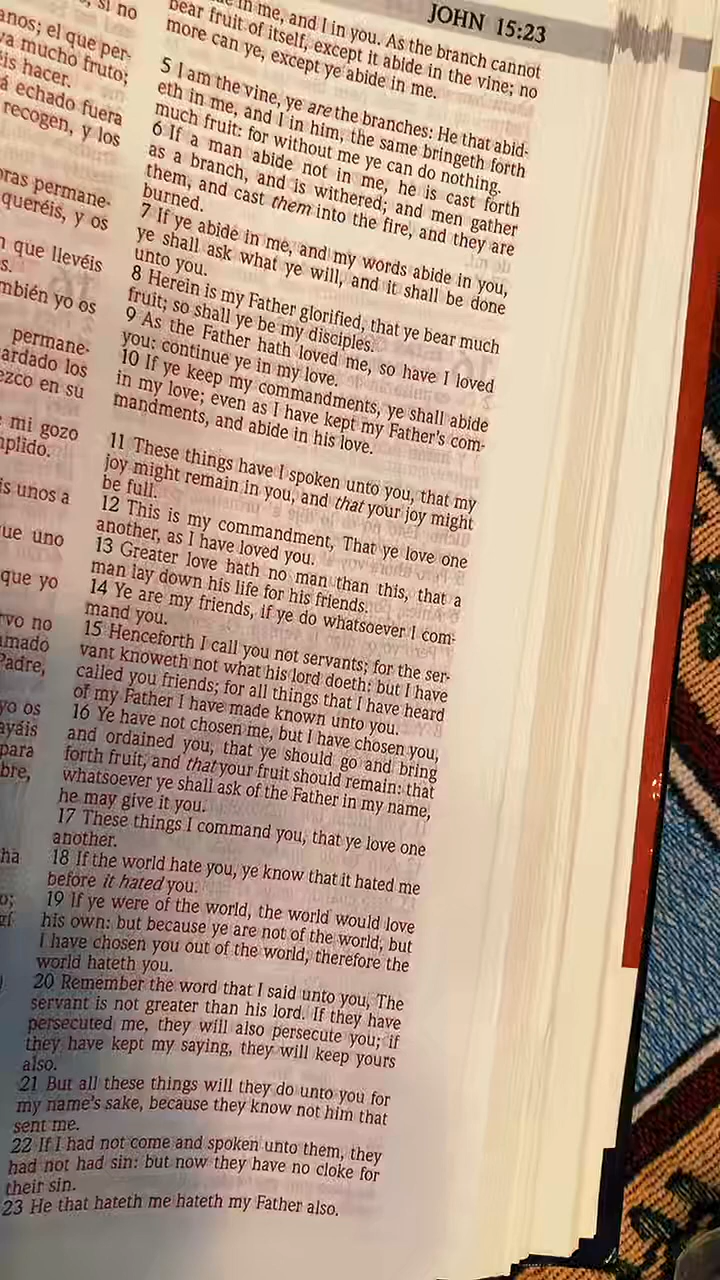 JOHN 15:23
, si no
anos; el que per-
va mucho fruto;
is hacer.
á echado fuera
recogen, y los
oras permane-
queréis, y os
que llevéis
s.
mbién yo os
permane-
ardado los
ezco en su
mi gozo
mplido.
is unos a
ue uno
que yo
rvo no
amado
Padre,
yo os
ayáis
para
bre,
ha
o;
in me, and I in you. As the branch cannot
bear fruit of itself, except it abide in the vine; no
more can ye, except ye abide in me.
5 I am the vine, ye are the branches: He that abid-
eth in me, and I in him, the same bringeth forth
much fruit: for without me ye can do nothing.
6 If a man abide not in me, he is cast forth
as a branch, and is withered; and men gather
them, and cast them into the fire, and they are
burned.
7 If ye abide in me, and my words abide in you,
ye shall ask what ye will, and it shall be done
unto you.
8 Herein is my Father glorified, that ye bear much
fruit; so shall ye be my disciples.
9 As the Father hath loved me, so have I loved
you: continue ye in my love.
10 If ye keep my commandments, ye shall abide
in my love; even as I have kept my Father's com-
mandments, and abide in his love.
11 These things have I spoken unto you, that my
joy might remain in you, and that your joy might
be full.
12 This is my commandment, That ye love one
another, as I have loved you.
13 Greater love hath no man than this, that a
man lay down his life for his friends.
14 Ye are my friends, if ye do whatsoever I com-
mand you.
15 Henceforth I call you not servants; for the ser-
vant knoweth not what his lord doeth: but I have
called you friends; for all things that I have heard
of my Father I have made known unto you.
16 Ye have not chosen me, but I have chosen you,
and ordained you, that ye should go and bring
forth fruit, and that your fruit should remain: that
whatsoever ye shall ask of the Father in my name,
he may give it you.
17 These things I command you, that ye love one
another.
18 If the world hate you, ye know that it hated me
before it hated you.
19 If ye were of the world, the world would love
his own: but because ye are not of the world, but
I have chosen you out of the world, therefore the
world hateth you.
20 Remember the word that I said unto you, The
servant is not greater than his lord. If they have
persecuted me, they will also persecute you; if
they have kept my saying, they will keep yours
also.
21 But all these things will they do unto you for
my name's sake, because they know not him that
sent me.
22 If I had not come and spoken unto them, they
had not had sin: but now they have no cloke for
their sin.
23 He that hateth me hateth my Father also.